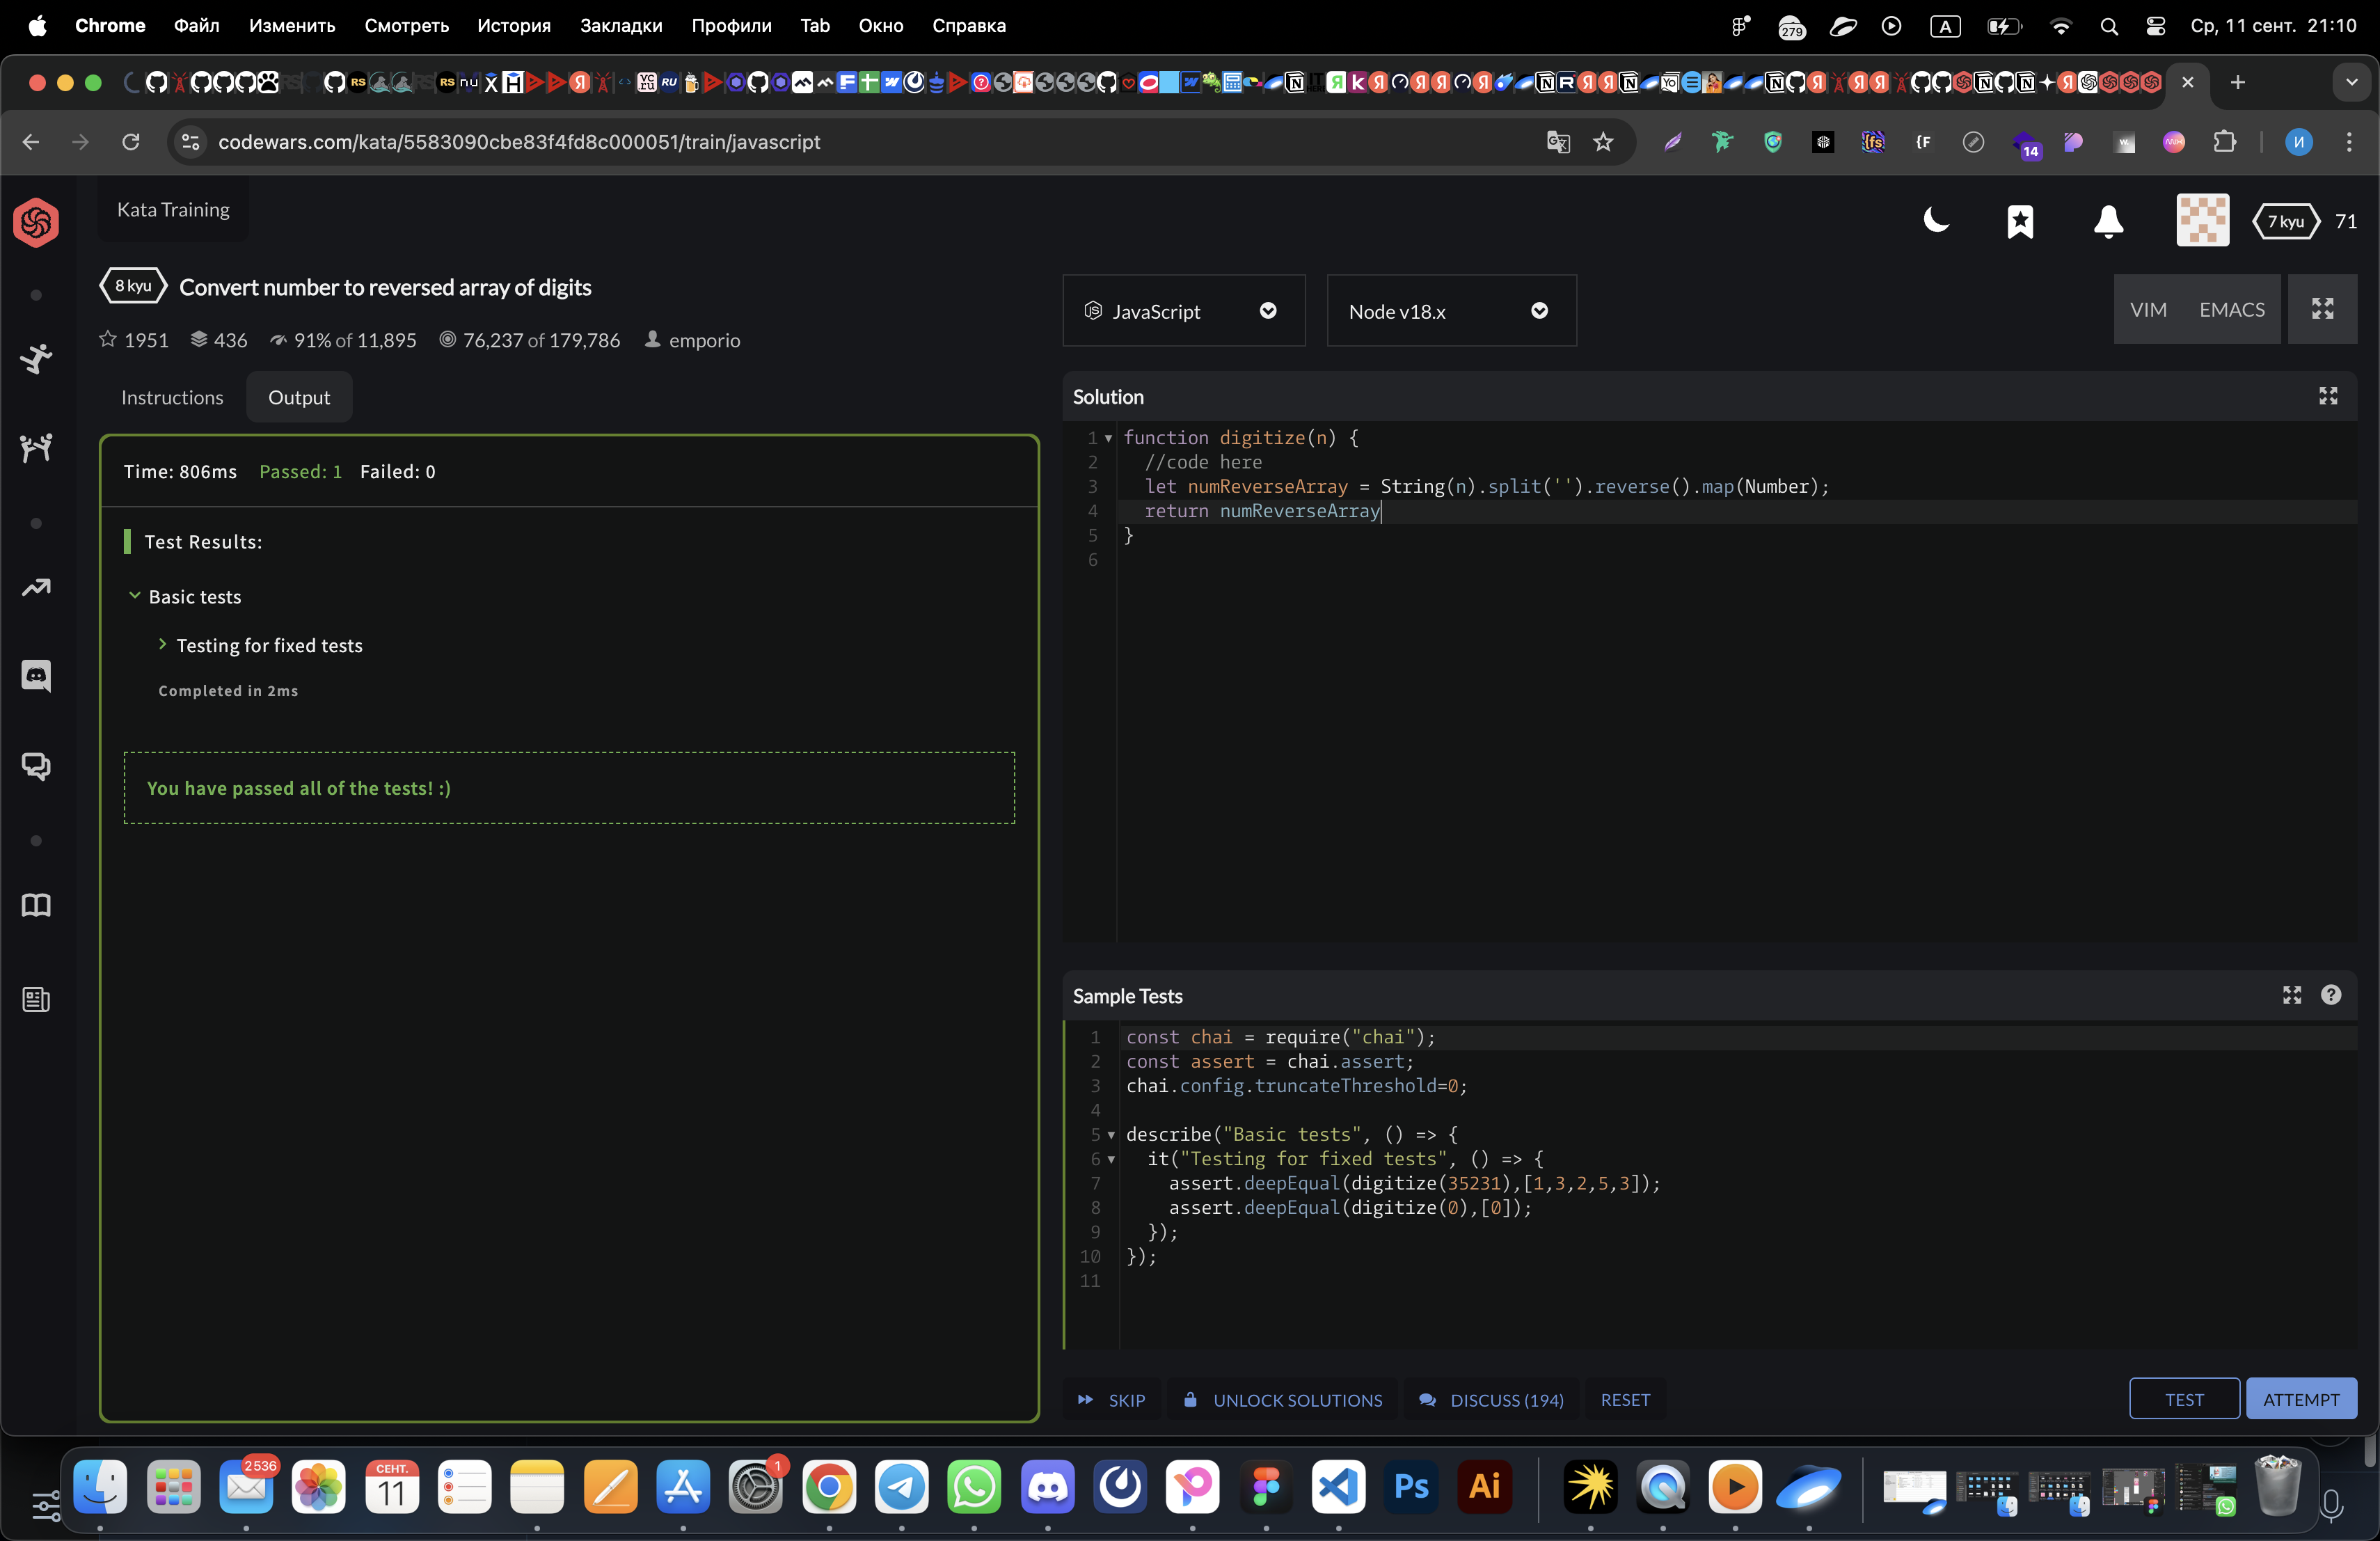 Chrome Файл Изменить Смотреть История Закладки Профили Tab Окно Справка
279 A Ср, 11 сент. 21:10
codewars.com/kata/5583090cbe83f4fd8c000051/train/javascript
14
И
Kata Training
7 kyu 71
8 kyu Convert number to reversed array of digits
1951 436 91% of 11,895 76,237 of 179,786 emporio
JavaScript Node v18.x VIM EMACS
Instructions Output
Time: 806ms Passed: 1 Failed: 0
Test Results:
Basic tests
Testing for fixed tests
Completed in 2ms
You have passed all of the tests! :)
Solution
1 function digitize(n) {
2 //code here
3 let numReverseArray = String(n).split('').reverse().map(Number);
4 return numReverseArray
5 }
6
Sample Tests
1 const chai = require("chai");
2 const assert = chai.assert;
3 chai.config.truncateThreshold=0;
4
5 describe("Basic tests", () => {
6 it("Testing for fixed tests", () => {
7 assert.deepEqual(digitize(35231),[1,3,2,5,3]);
8 assert.deepEqual(digitize(0),[0]);
9 });
10 });
11
SKIP UNLOCK SOLUTIONS DISCUSS (194) RESET TEST ATTEMPT
2 536
СЕНТ.
11
1
Ps
Ai